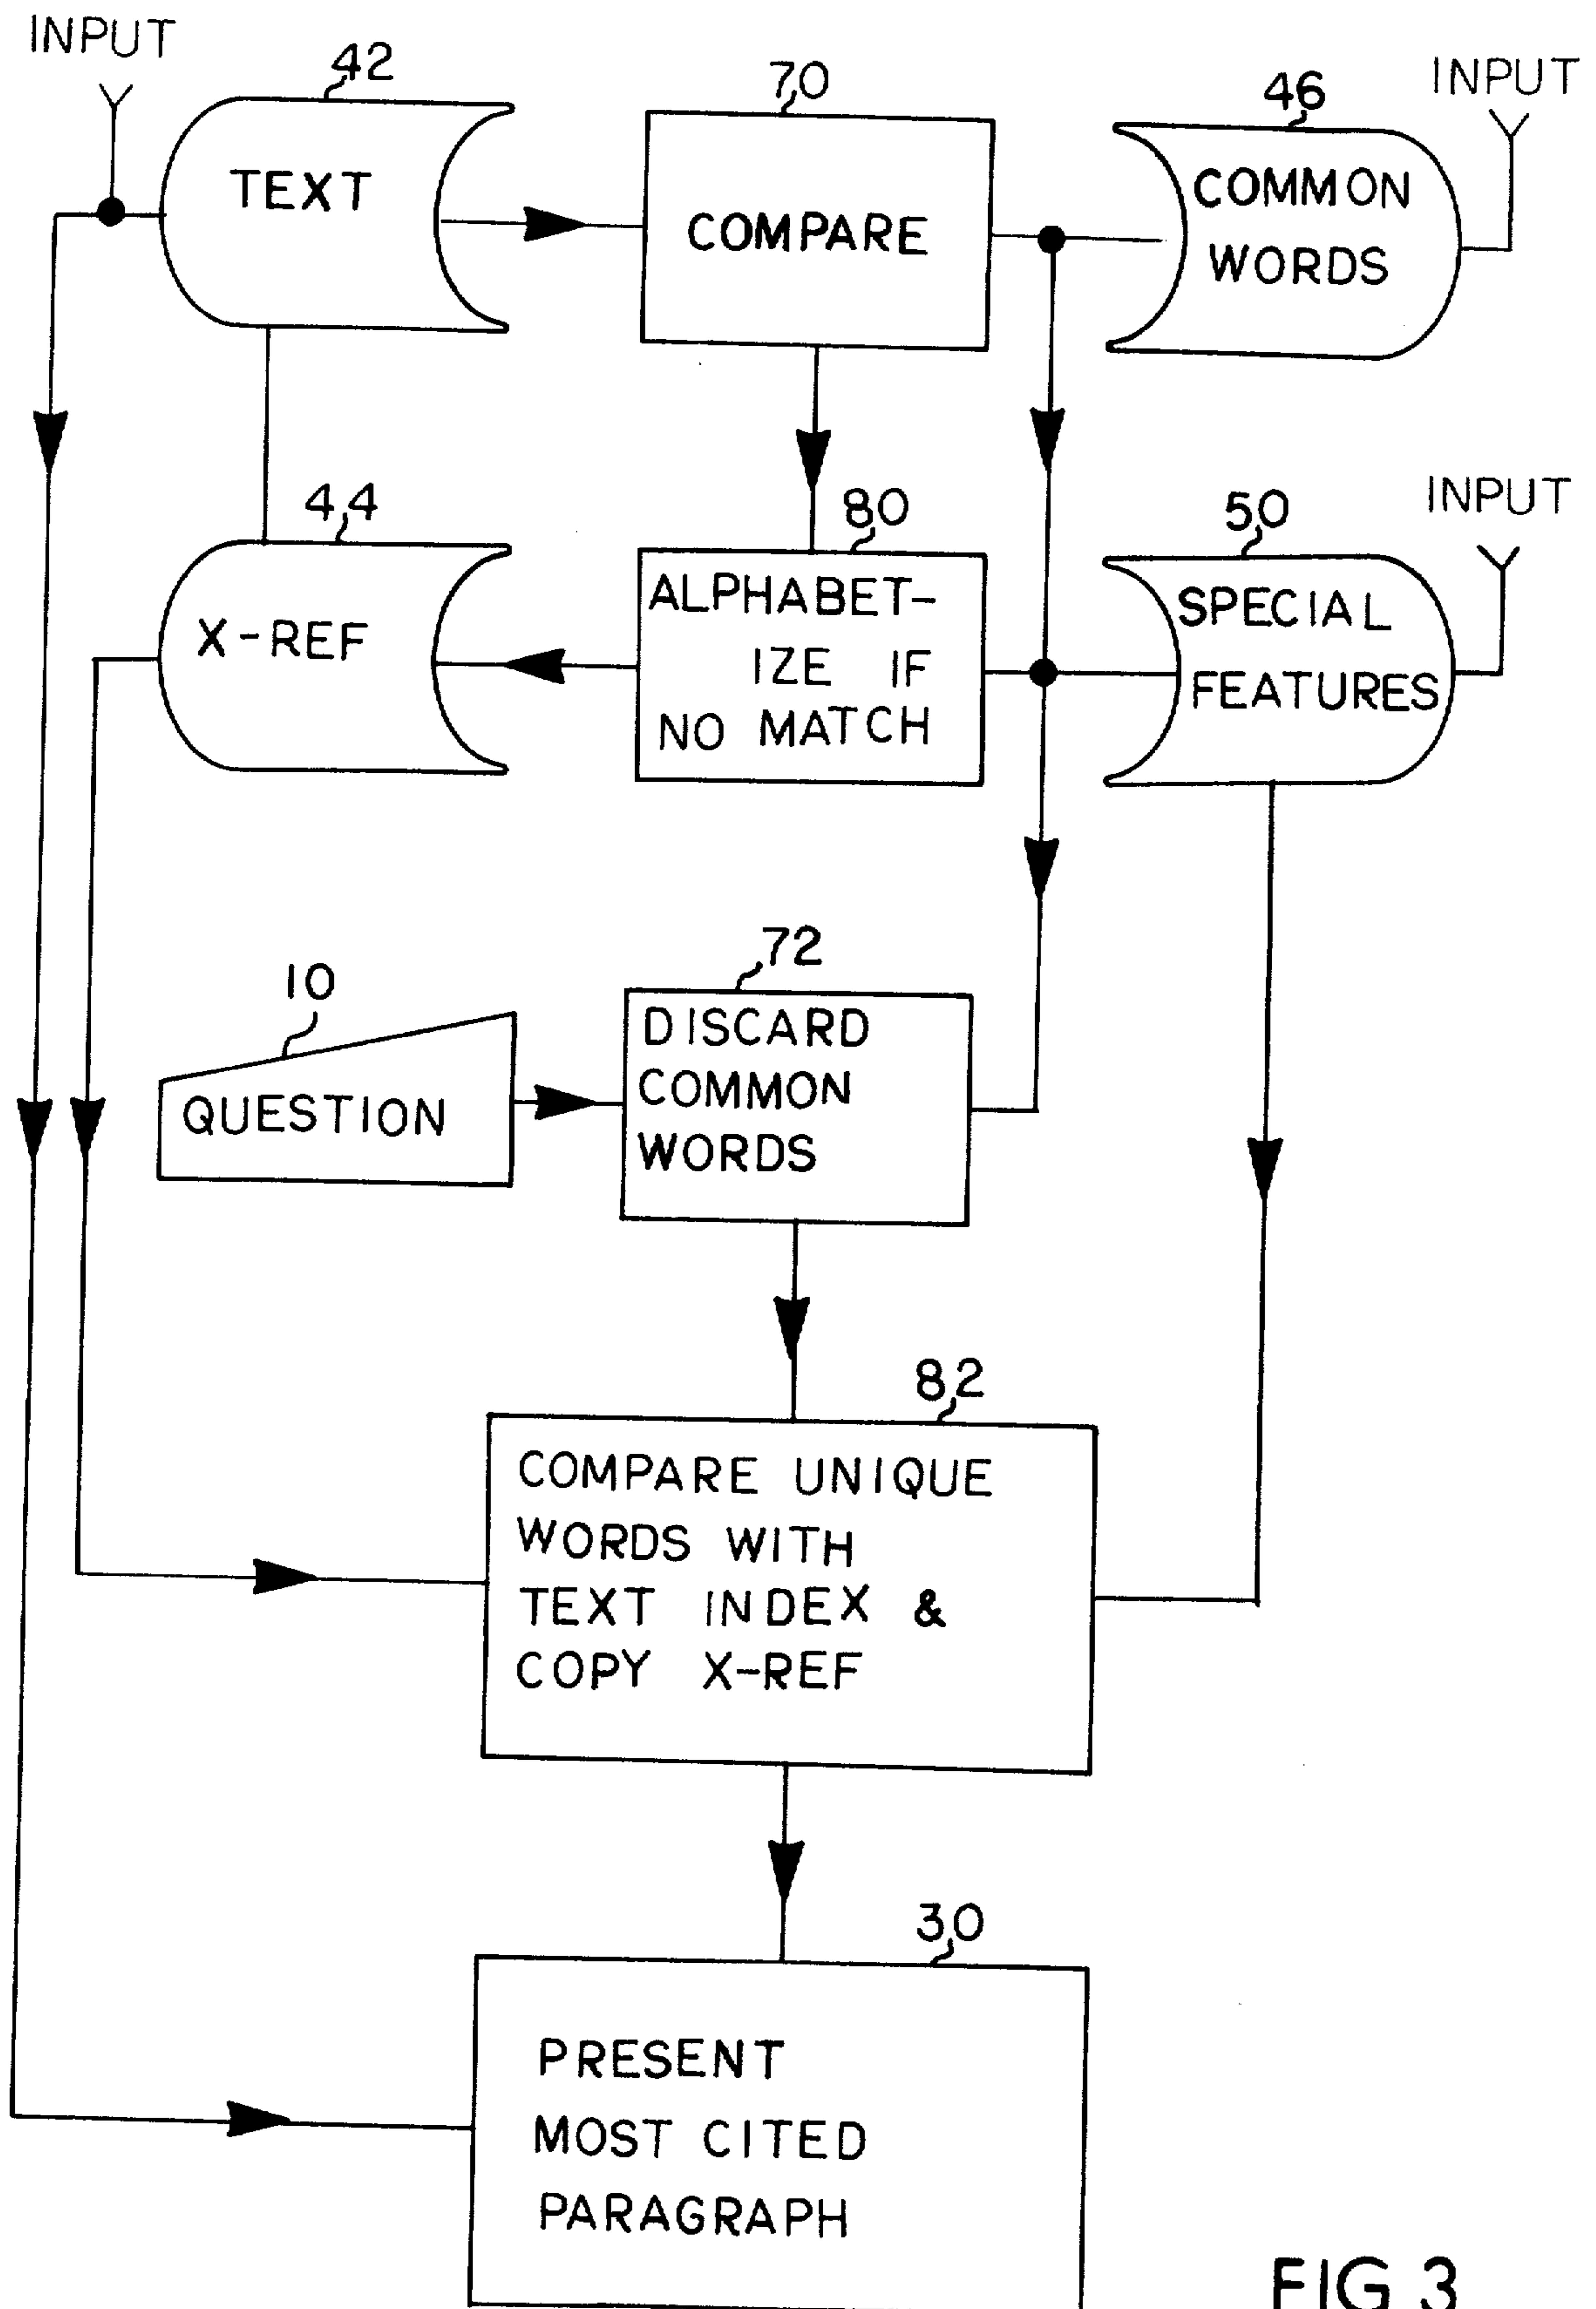 INPUT
42
70
46
INPUT
TEXT
COMPARE
COMMON
WORDS
44
80
50
INPUT
X-REF
ALPHABET-
IZE IF
NO MATCH
SPECIAL
FEATURES
10
QUESTION
72
DISCARD
COMMON
WORDS
82
COMPARE UNIQUE
WORDS WITH
TEXT INDEX &
COPY X-REF
30
PRESENT
MOST CITED
PARAGRAPH
FIG 3